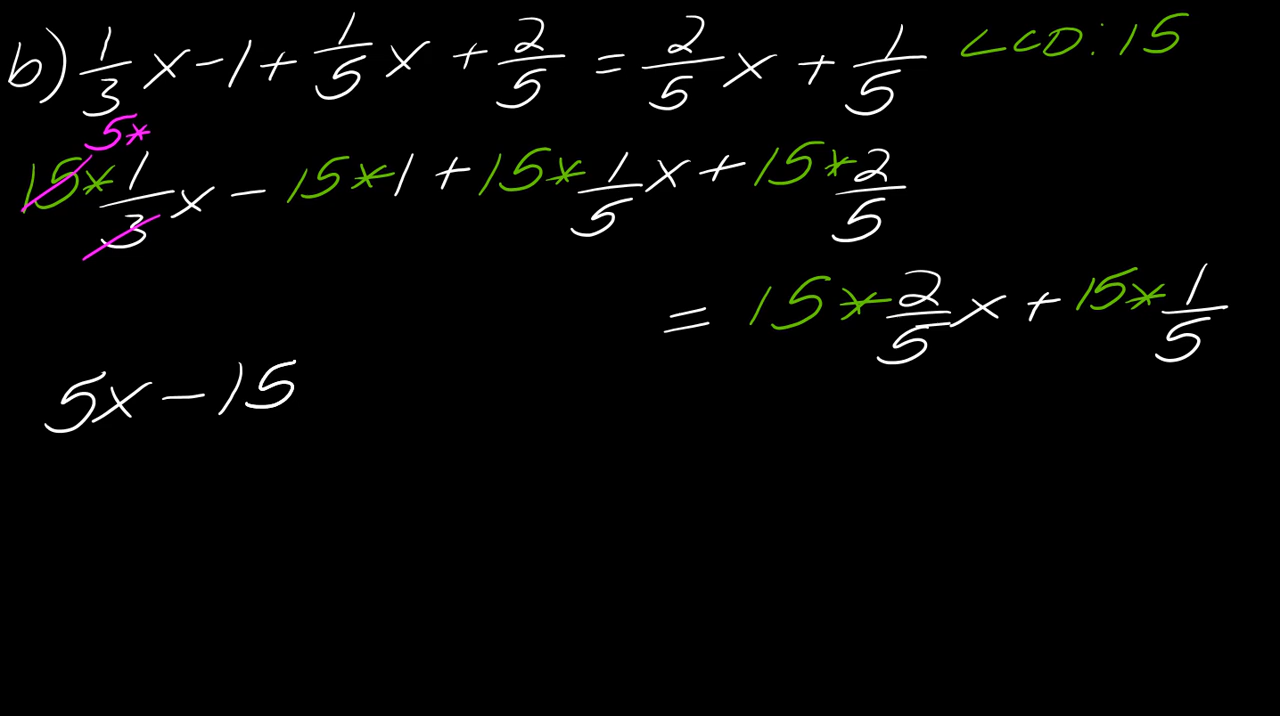 b) 1/3 x - 1 + 1/5 x + 2/5 = 2/5 x + 1/5 LCD: 15
5*
15* 1/3 x - 15*1 + 15* 1/5 x + 15* 2/5
= 15* 2/5 x + 15* 1/5
5x - 15